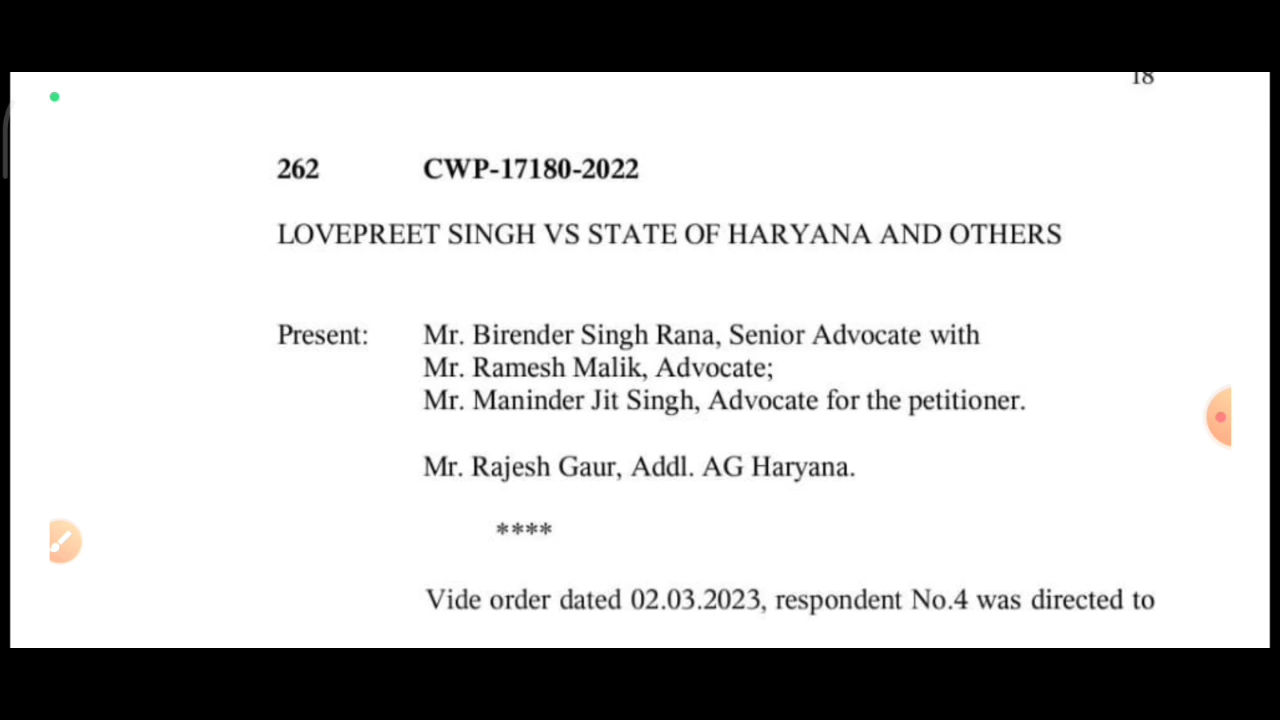 18
262 CWP-17180-2022
LOVEPREET SINGH VS STATE OF HARYANA AND OTHERS
Present: Mr. Birender Singh Rana, Senior Advocate with
Mr. Ramesh Malik, Advocate;
Mr. Maninder Jit Singh, Advocate for the petitioner.
Mr. Rajesh Gaur, Addl. AG Haryana.
****
Vide order dated 02.03.2023, respondent No.4 was directed to